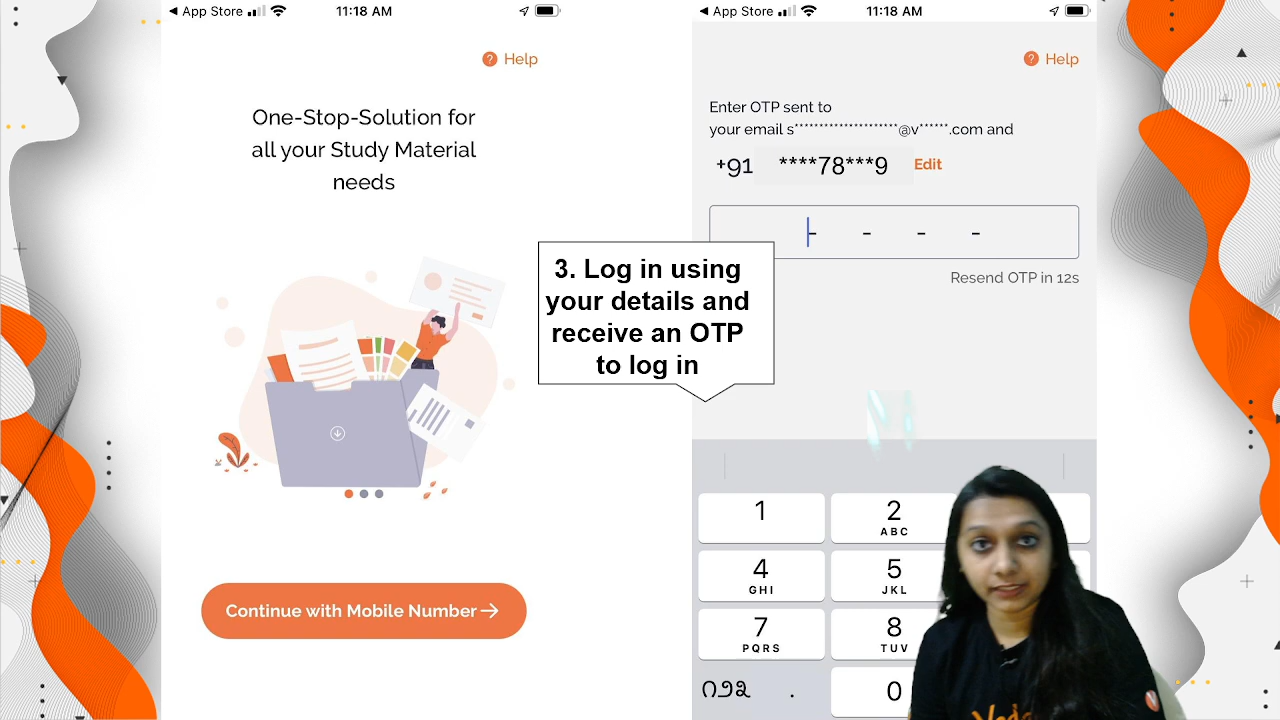 App Store
11:18 AM
Help
One-Stop-Solution for
all your Study Material
needs
Continue with Mobile Number
App Store
11:18 AM
Help
Enter OTP sent to
your email s*********************@v******.com and
+91 ****78***9 Edit
- - - -
Resend OTP in 12s
3. Log in using
your details and
receive an OTP
to log in
1
2
ABC
4
GHI
5
JKL
7
PQRS
8
TUV
.
0